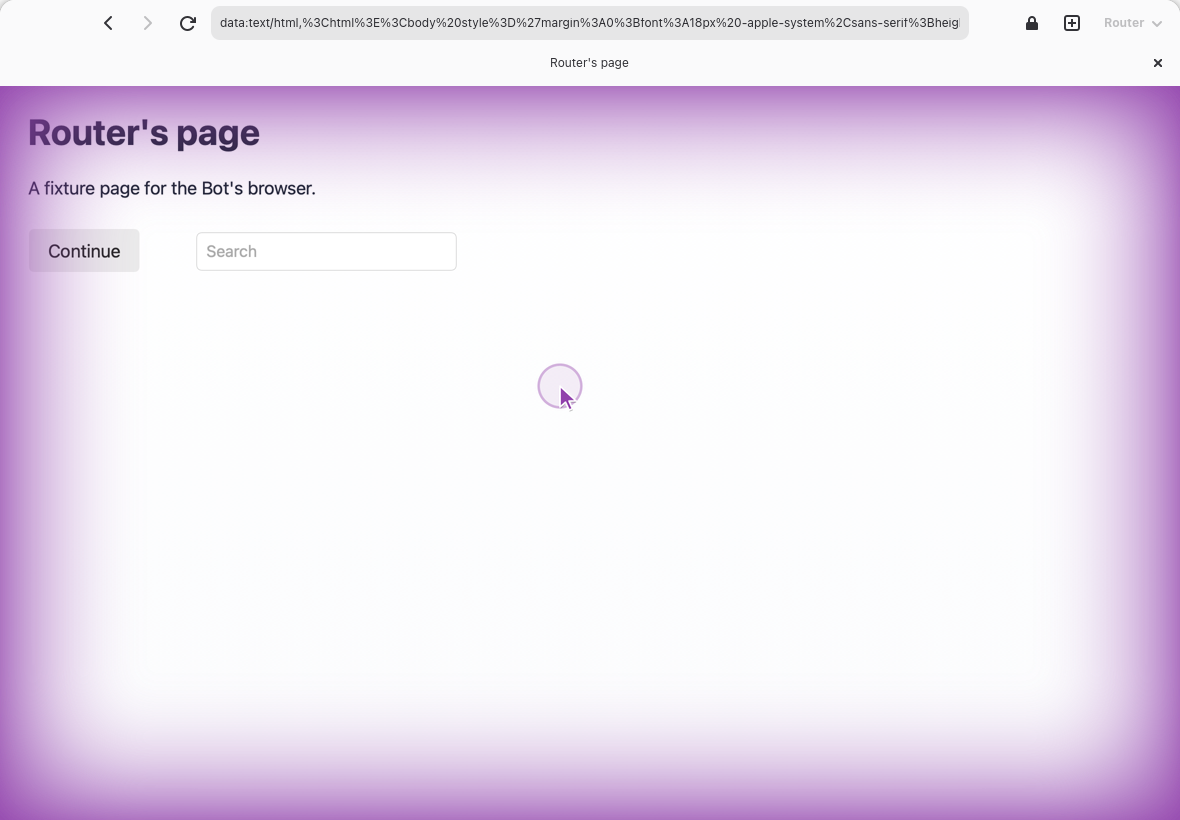 data:text/html,%3Chtml%3E%3Cbody%20style%3D%27margin%3A0%3Bfont%3A18px%20-apple-system%2Csans-serif%3Bheig
Router
Router's page
Router's page
A fixture page for the Bot's browser.
Continue
Search